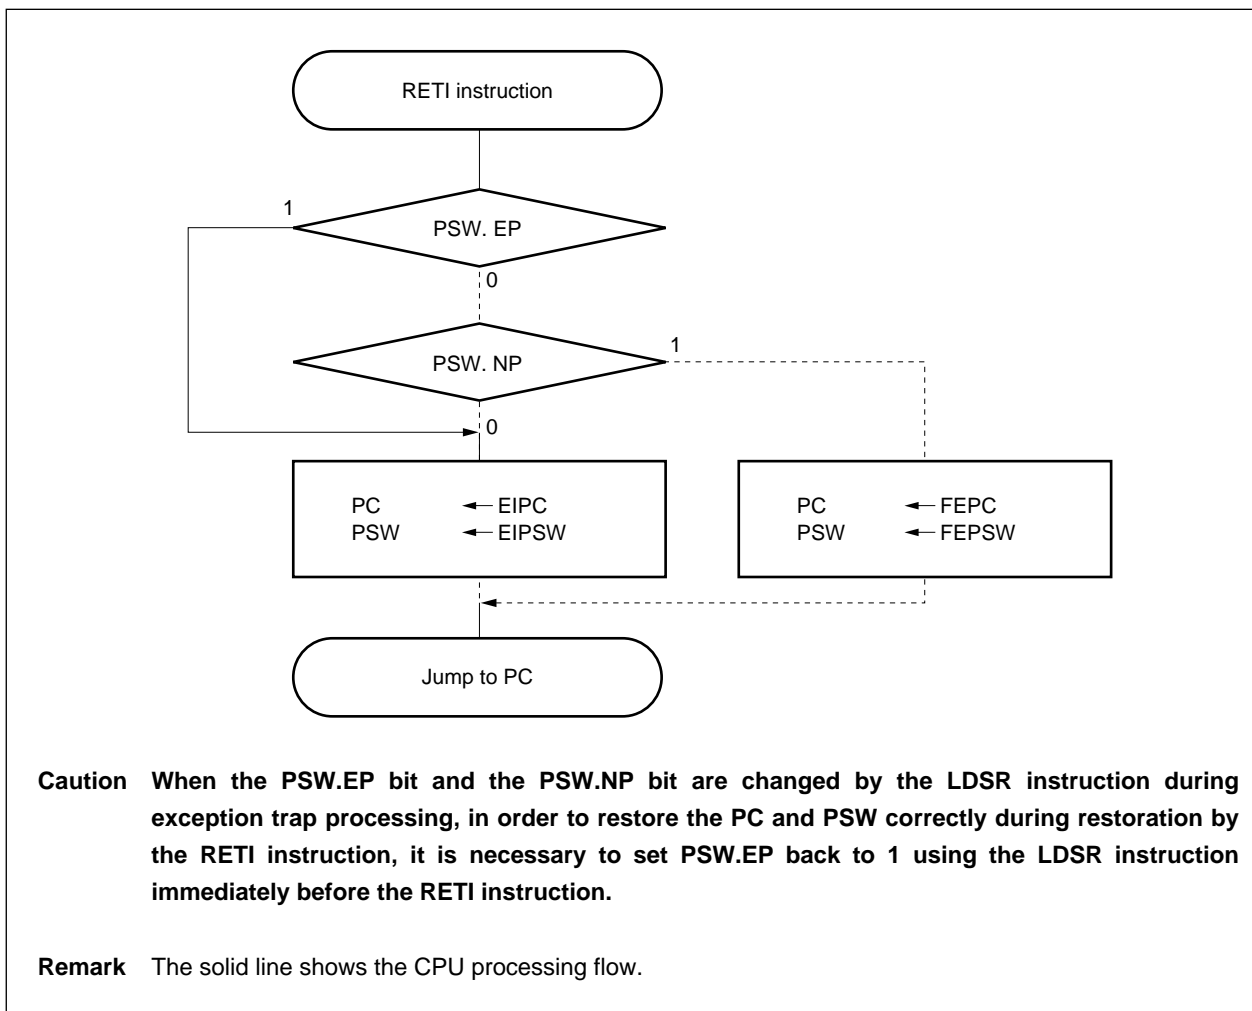 RETI instruction
1
PSW. EP
0
PSW. NP
1
0
PC ← EIPC
PSW ← EIPSW
PC ← FEPC
PSW ← FEPSW
Jump to PC
Caution When the PSW.EP bit and the PSW.NP bit are changed by the LDSR instruction during
exception trap processing, in order to restore the PC and PSW correctly during restoration by
the RETI instruction, it is necessary to set PSW.EP back to 1 using the LDSR instruction
immediately before the RETI instruction.
Remark The solid line shows the CPU processing flow.